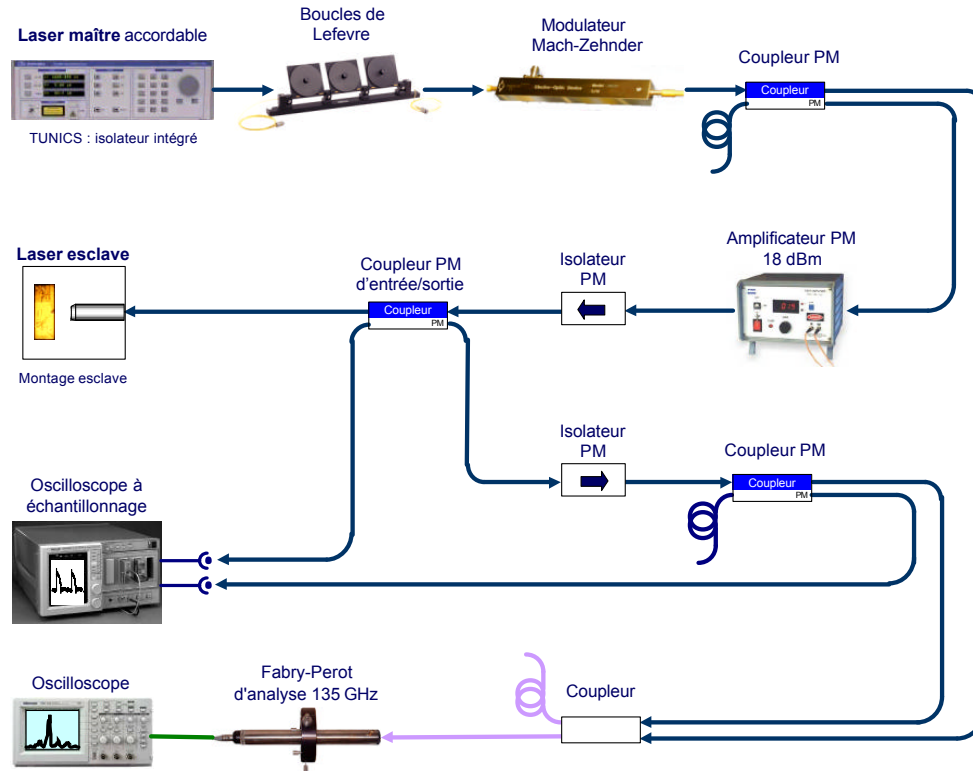 Laser maître accordable
TUNICS : isolateur intégré
Boucles de
Lefevre
Modulateur
Mach-Zehnder
Coupleur PM
Coupleur
PM
Laser esclave
Montage esclave
Coupleur PM
d'entrée/sortie
Coupleur
PM
Isolateur
PM
Amplificateur PM
18 dBm
Isolateur
PM
Coupleur PM
Coupleur
PM
Oscilloscope à
échantillonnage
Oscilloscope
Fabry-Perot
d'analyse 135 GHz
Coupleur